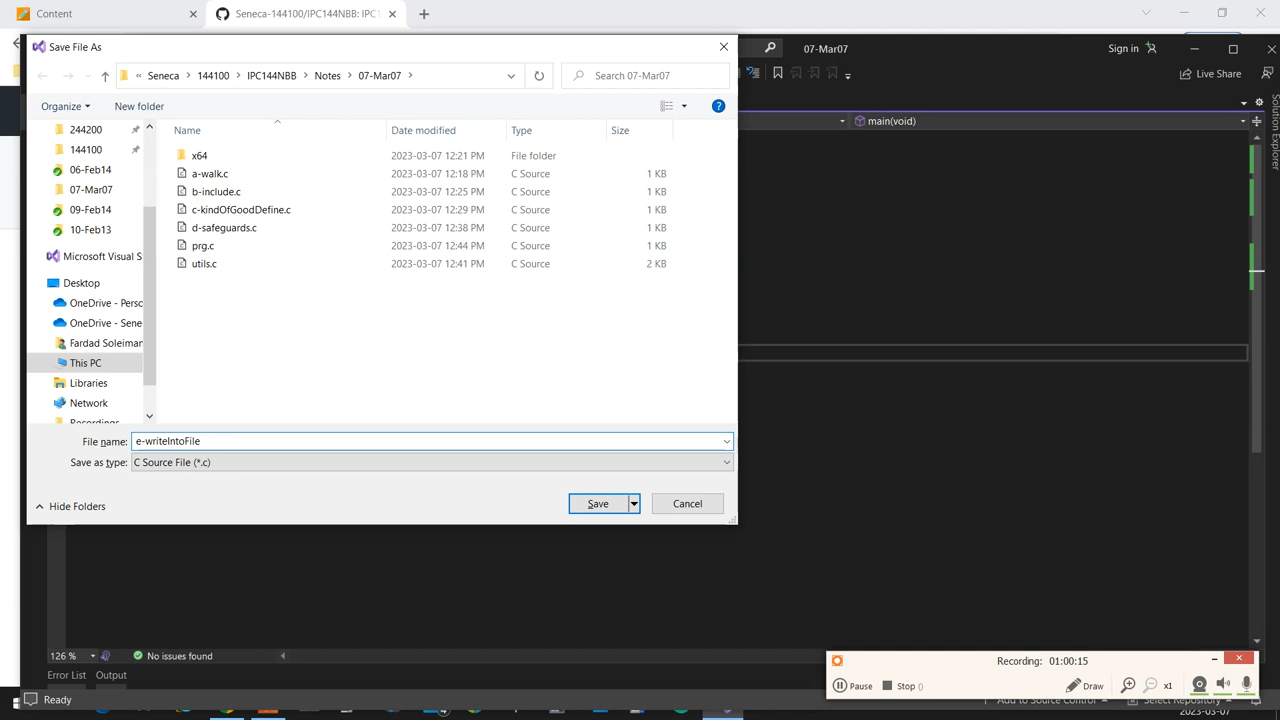 Content
Seneca-144100/IPC144NBB: IPC1
Save File As
07-Mar07
Sign in
« Seneca > 144100 > IPC144NBB > Notes > 07-Mar07 >
Search 07-Mar07
Live Share
Organize
New folder
main(void)
Solution Explorer
Name Date modified Type Size
244200
144100
06-Feb14
07-Mar07
09-Feb14
10-Feb13
Microsoft Visual S
Desktop
OneDrive - Perso
OneDrive - Sene
Fardad Soleiman
This PC
Libraries
Network
Recordings
x64 2023-03-07 12:21 PM File folder
a-walk.c 2023-03-07 12:18 PM C Source 1 KB
b-include.c 2023-03-07 12:25 PM C Source 1 KB
c-kindOfGoodDefine.c 2023-03-07 12:29 PM C Source 1 KB
d-safeguards.c 2023-03-07 12:38 PM C Source 1 KB
prg.c 2023-03-07 12:44 PM C Source 1 KB
utils.c 2023-03-07 12:41 PM C Source 2 KB
File name: e-writeIntoFile
Save as type: C Source File (*.c)
Hide Folders
Save
Cancel
126 %
No issues found
Error List Output
Ready
Recording: 01:00:15
Pause
Stop ()
Draw
x1
Add to Source Control
Select Repository
2023-03-07